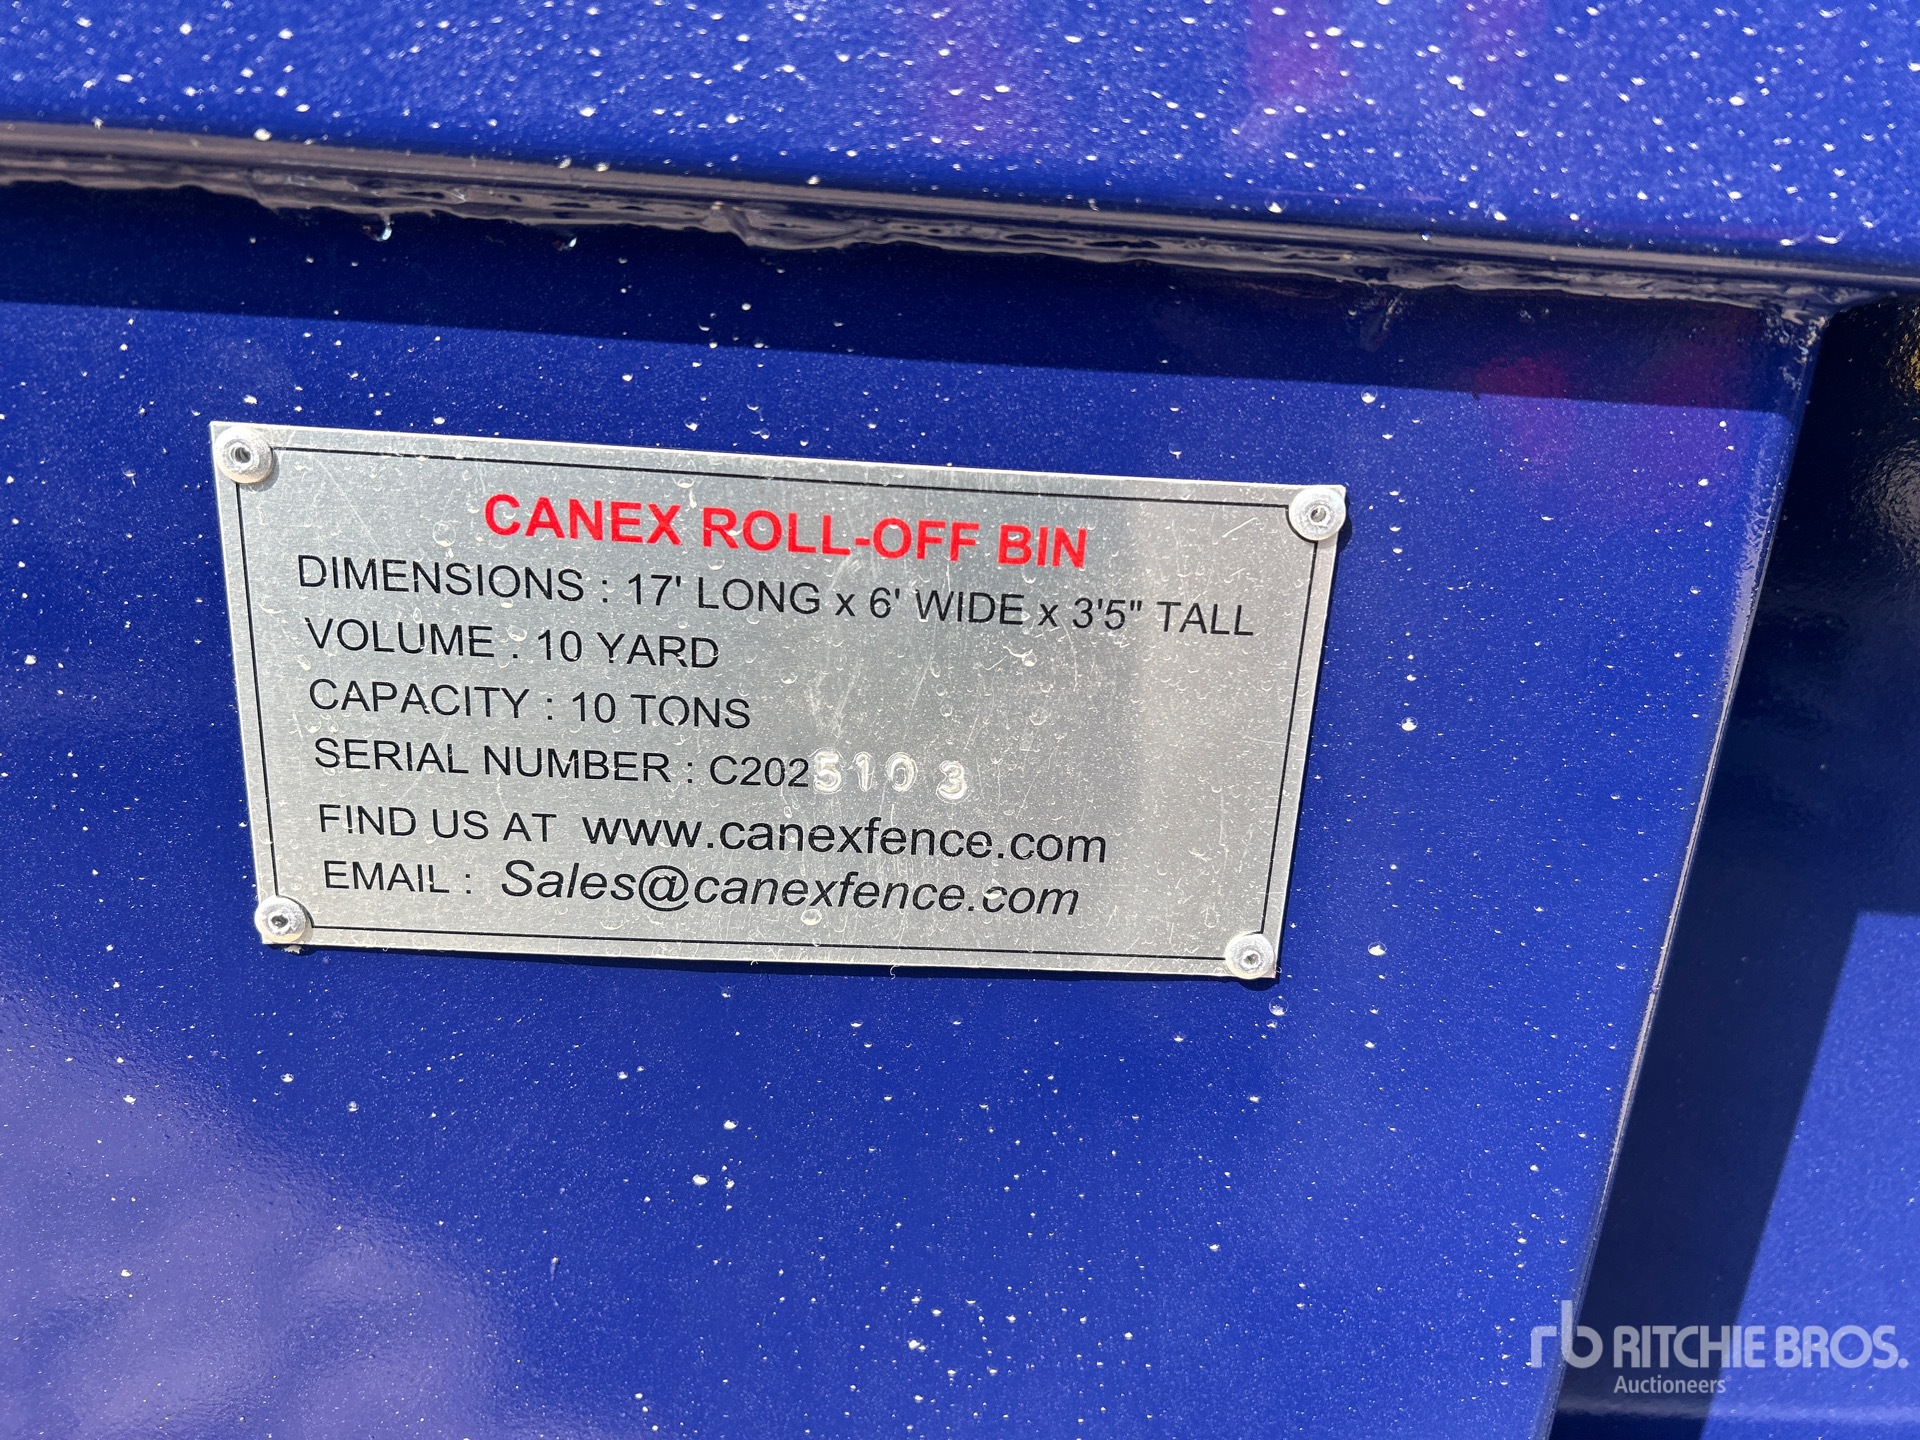 CANEX ROLL-OFF BIN
DIMENSIONS : 17' LONG x 6' WIDE x 3'5" TALL
VOLUME : 10 YARD
CAPACITY : 10 TONS
SERIAL NUMBER : C2025103
FIND US AT www.canexfence.com
EMAIL : Sales@canexfence.com
rb RITCHIE BROS.
Auctioneers